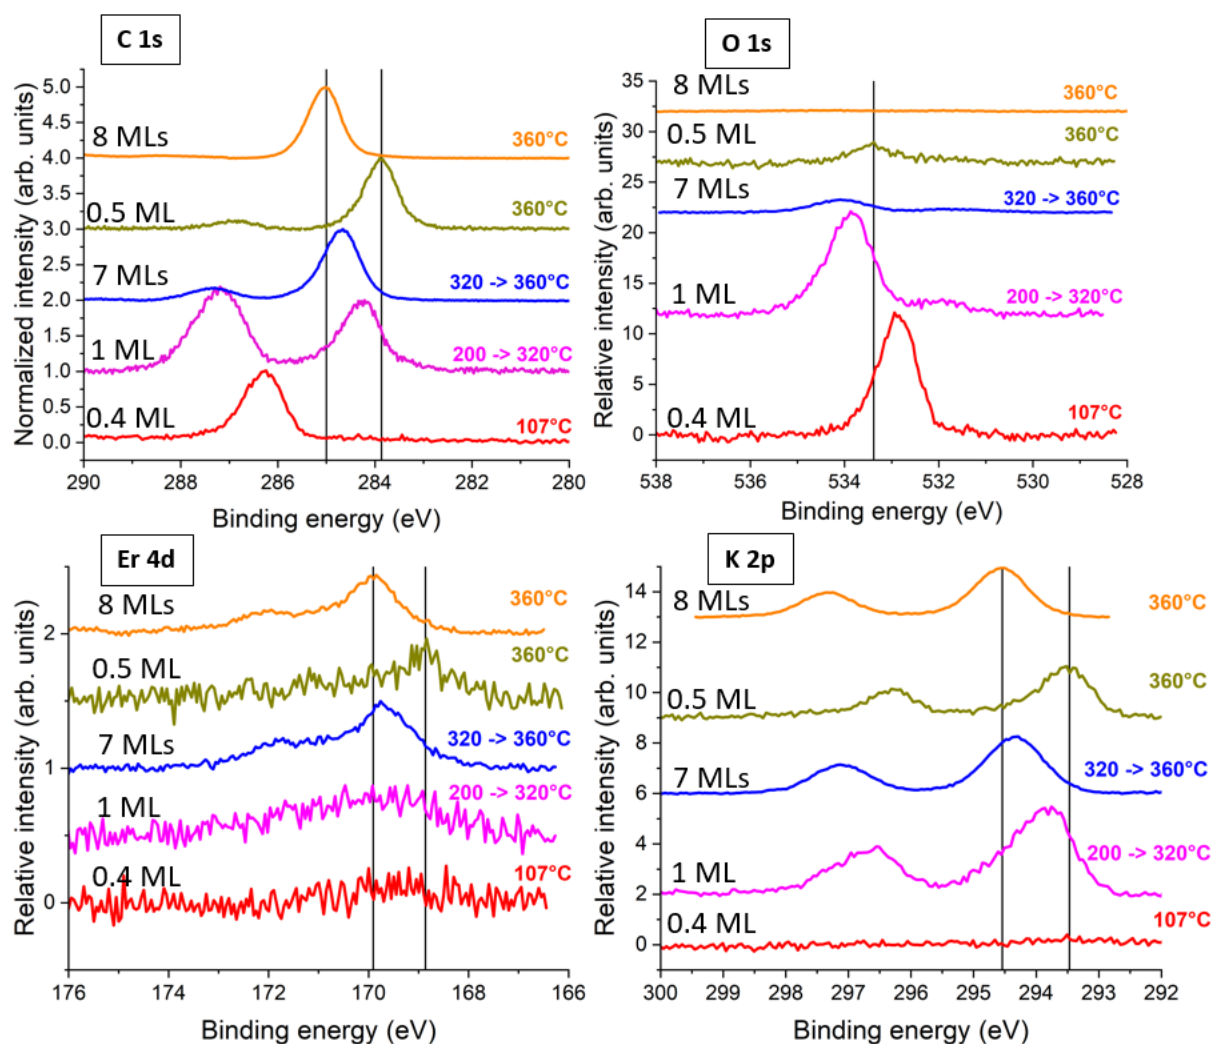 C 1s
Normalized intensity (arb. units)
5.0
4.0
3.0
2.0
1.0
0.5
0.0
8 MLs
360°C
0.5 ML
360°C
7 MLs
320 -> 360°C
1 ML
200 -> 320°C
0.4 ML
107°C
290
288
286
284
282
280
Binding energy (eV)
O 1s
Relative intensity (arb. units)
35
30
25
20
15
10
5
0
8 MLs
360°C
0.5 ML
360°C
7 MLs
320 -> 360°C
1 ML
200 -> 320°C
0.4 ML
107°C
538
536
534
532
530
528
Binding energy (eV)
Er 4d
Relative intensity (arb. units)
2
1
0
8 MLs
360°C
0.5 ML
360°C
7 MLs
320 -> 360°C
1 ML
200 -> 320°C
0.4 ML
107°C
176
174
172
170
168
166
Binding energy (eV)
K 2p
Relative intensity (arb. units)
14
12
10
8
6
4
2
0
8 MLs
360°C
0.5 ML
360°C
7 MLs
320 -> 360°C
1 ML
200 -> 320°C
0.4 ML
107°C
300
299
298
297
296
295
294
293
292
Binding energy (eV)